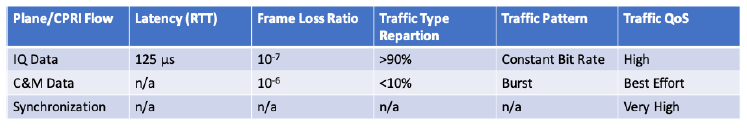 Plane/CPRI Flow Latency (RTT) Frame Loss Ratio Traffic Type Traffic Pattern Traffic QoS
Repartion
IQ Data 125 µs 10-7 >90% Constant Bit Rate High
C&M Data n/a 10-6 <10% Burst Best Effort
Synchronization n/a n/a n/a n/a Very High